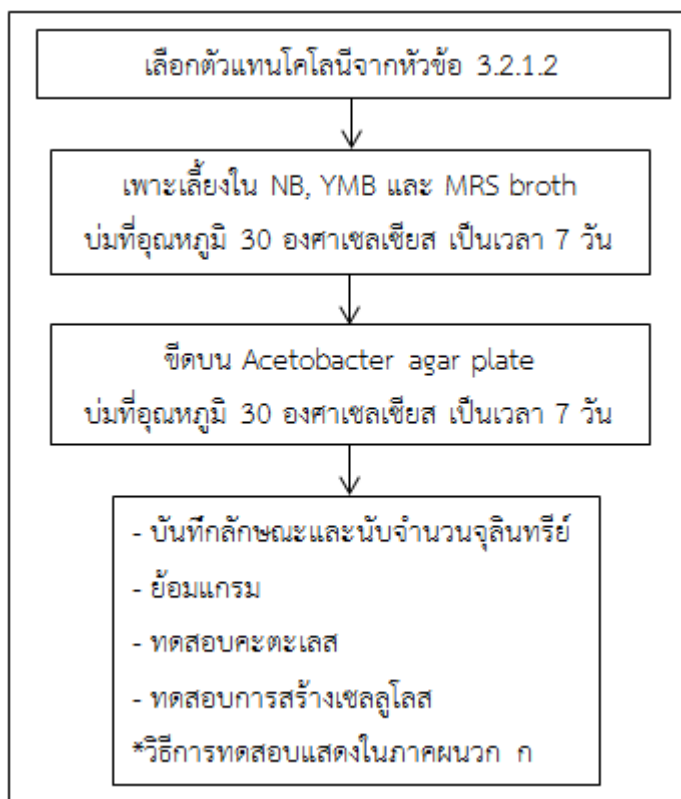 เลือกตัวแทนโคโลนีจากหัวข้อ 3.2.1.2
เพาะเลี้ยงใน NB, YMB และ MRS broth
บ่มที่อุณหภูมิ 30 องศาเซลเซียส เป็นเวลา 7 วัน
ขีดบน Acetobacter agar plate
บ่มที่อุณหภูมิ 30 องศาเซลเซียส เป็นเวลา 7 วัน
- บันทึกลักษณะและนับจำนวนจุลินทรีย์
- ย้อมแกรม
- ทดสอบคะตะเลส
- ทดสอบการสร้างเซลลูโลส
*วิธีการทดสอบแสดงในภาคผนวก ก